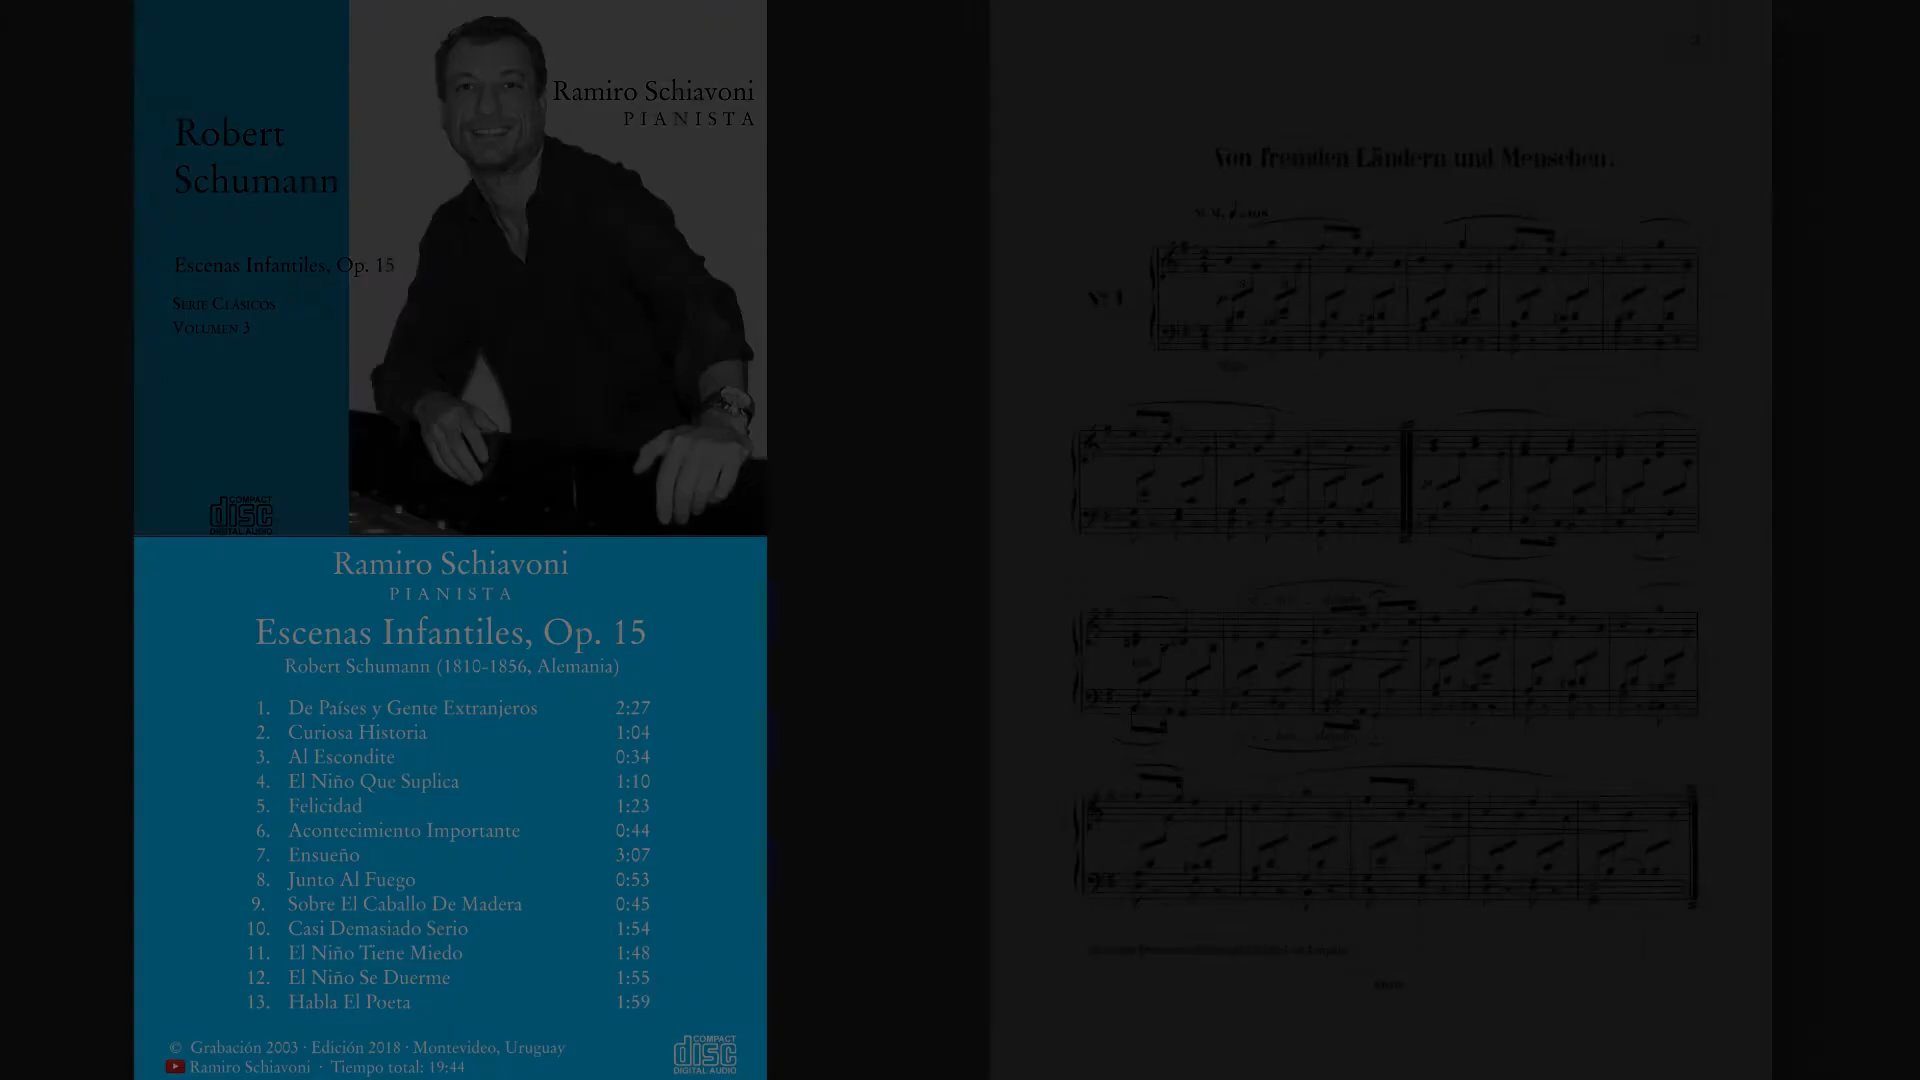 Robert
Schumann
Escenas Infantiles, Op. 15
Serie Clásicos
Volumen 3
Ramiro Schiavoni
PIANISTA
COMPACT
disc
DIGITAL AUDIO
Ramiro Schiavoni
PIANISTA
Escenas Infantiles, Op. 15
Robert Schumann (1810-1856, Alemania)
1. De Países y Gente Extranjeros 2:27
2. Curiosa Historia 1:04
3. Al Escondite 0:34
4. El Niño Que Suplica 1:10
5. Felicidad 1:23
6. Acontecimiento Importante 0:44
7. Ensueño 3:07
8. Junto Al Fuego 0:53
9. Sobre El Caballo De Madera 0:45
10. Casi Demasiado Serio 1:54
11. El Niño Tiene Miedo 1:48
12. El Niño Se Duerme 1:55
13. Habla El Poeta 1:59
© Grabación 2003 · Edición 2018 · Montevideo, Uruguay
Ramiro Schiavoni · Tiempo total: 19:44
COMPACT
disc
DIGITAL AUDIO
Von fremden Ländern und Menschen.
Nº 1